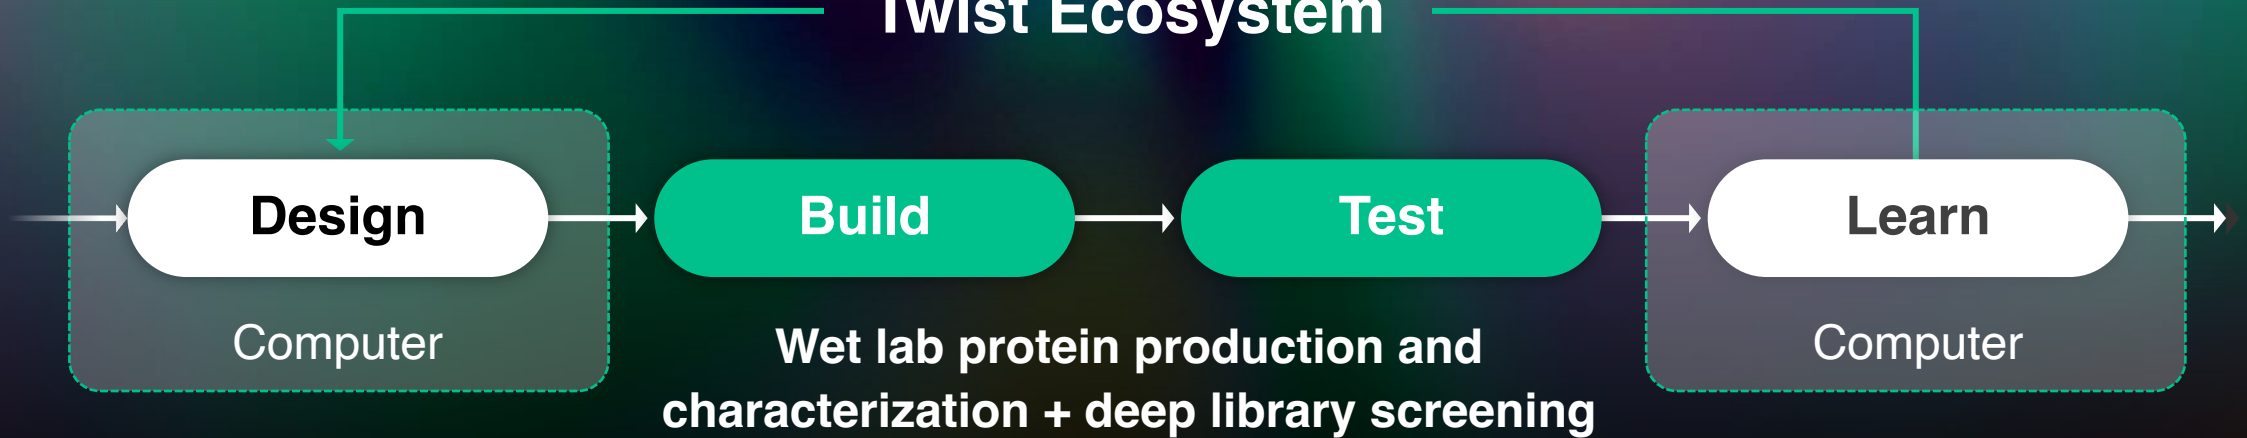 Twist Ecosystem
Design
Build
Test
Learn
Computer
Wet lab protein production and
characterization + deep library screening
Computer